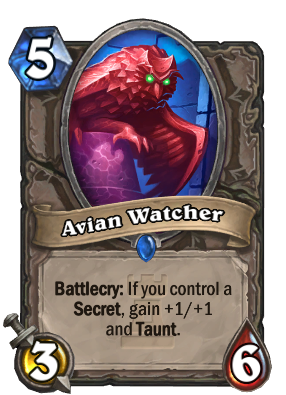 5
Avian Watcher
Battlecry: If you control a
Secret, gain +1/+1
and Taunt.
3
6